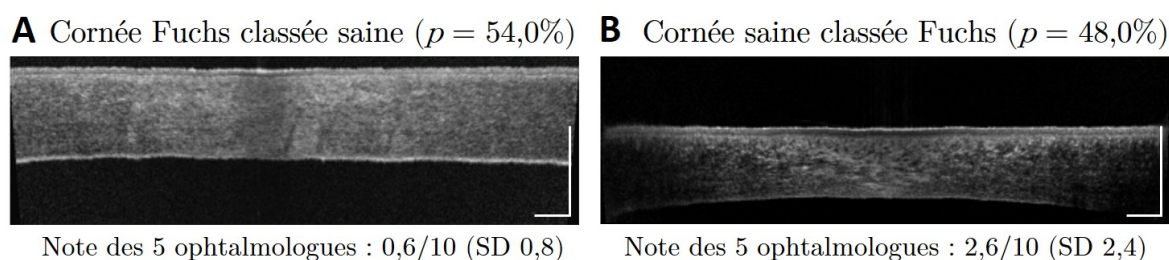 A Cornée Fuchs classée saine (p = 54,0%)
B Cornée saine classée Fuchs (p = 48,0%)
Note des 5 ophtalmologues : 0,6/10 (SD 0,8)
Note des 5 ophtalmologues : 2,6/10 (SD 2,4)